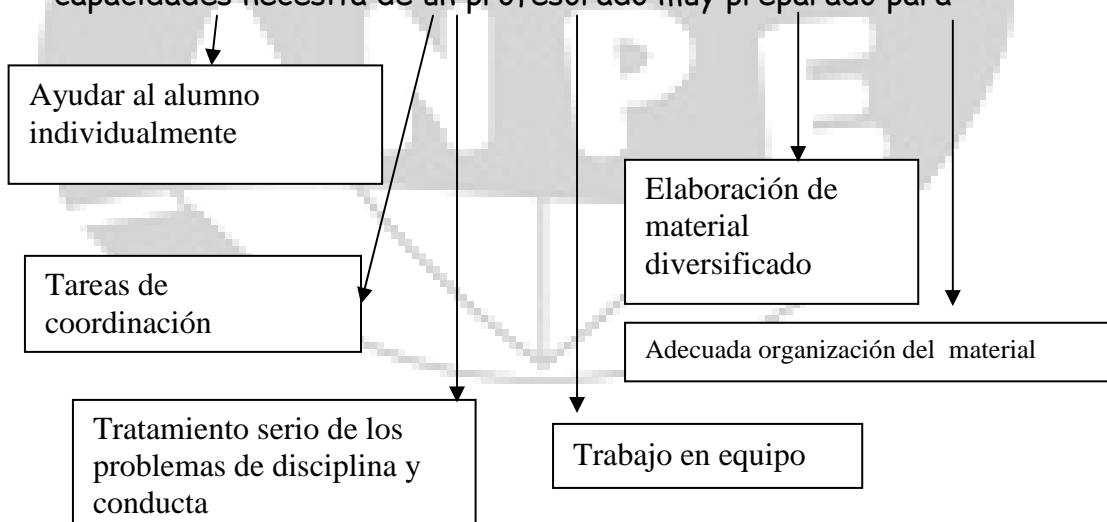 capacidades necesita de un profesorado muy preparado para
Ayudar al alumno
individualmente
Tareas de
coordinación
Tratamiento serio de los
problemas de disciplina y
conducta
Trabajo en equipo
Elaboración de
material
diversificado
Adecuada organización del material
NPE